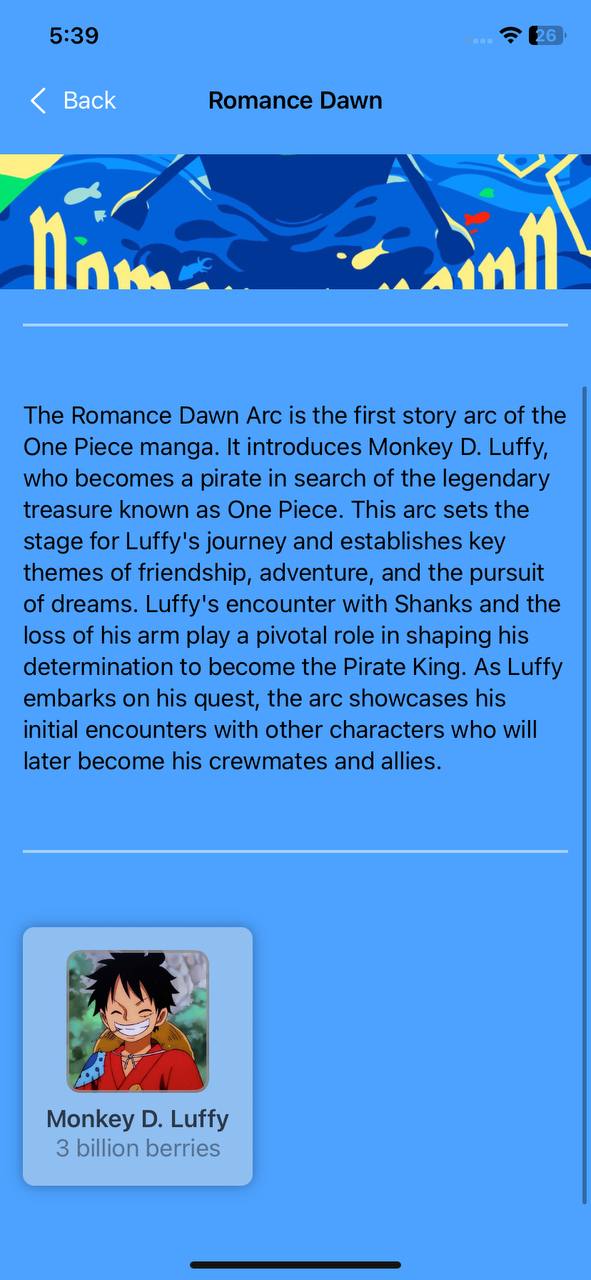 5:39
26
Back
Romance Dawn
The Romance Dawn Arc is the first story arc of the
One Piece manga. It introduces Monkey D. Luffy,
who becomes a pirate in search of the legendary
treasure known as One Piece. This arc sets the
stage for Luffy's journey and establishes key
themes of friendship, adventure, and the pursuit
of dreams. Luffy's encounter with Shanks and the
loss of his arm play a pivotal role in shaping his
determination to become the Pirate King. As Luffy
embarks on his quest, the arc showcases his
initial encounters with other characters who will
later become his crewmates and allies.
Monkey D. Luffy
3 billion berries